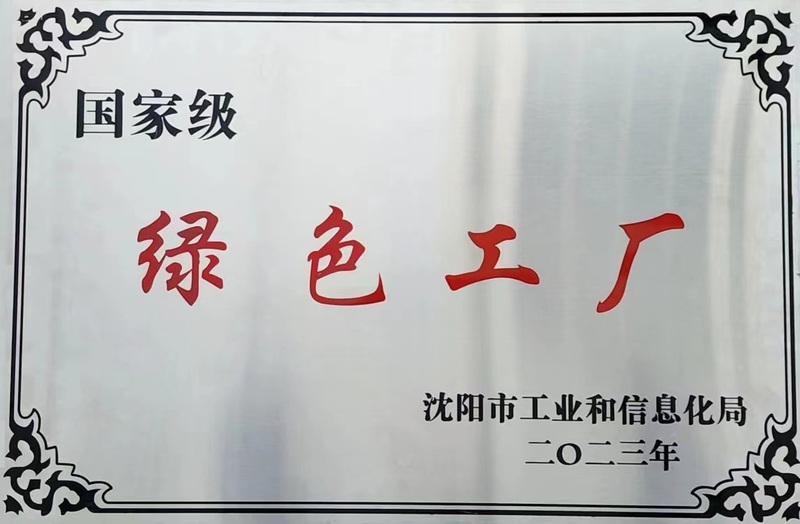 国家级
绿色工厂
沈阳市工业和信息化局
二〇二三年